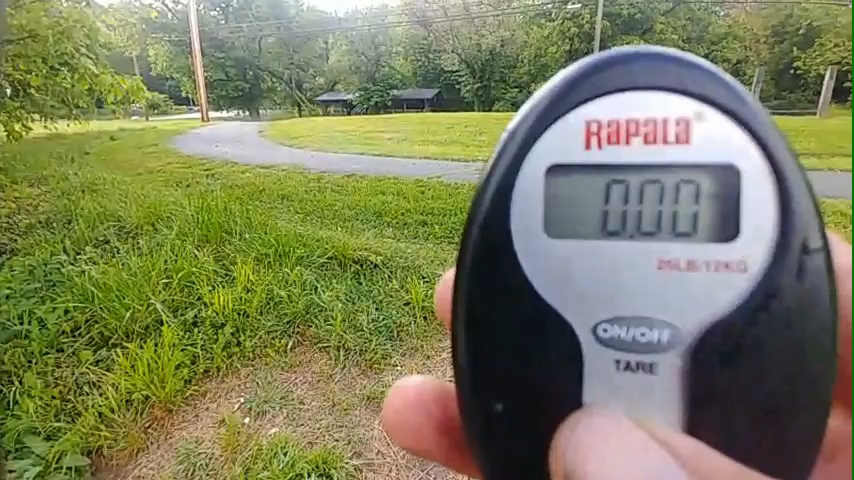 RAPALA
0.00
25LB/12KG
ON/OFF
TARE